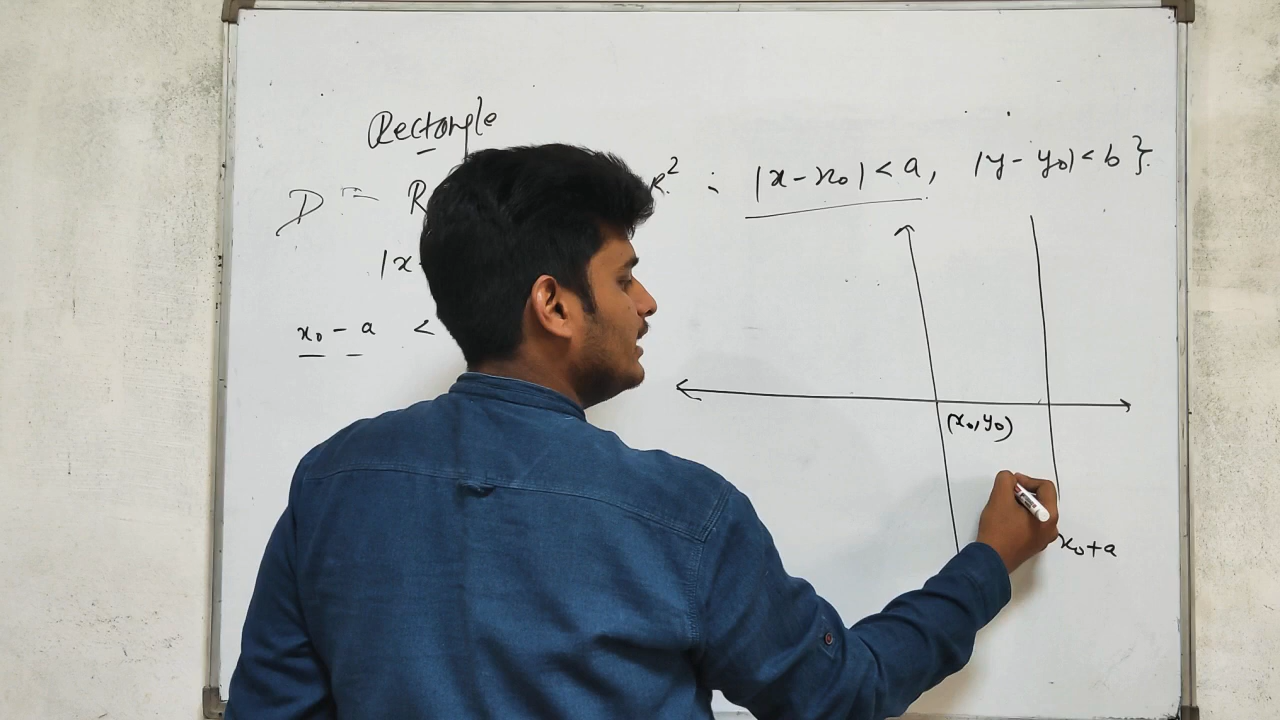 Rectangle
D := R R² : |x-x₀| < a, |y-y₀| < b }.
|x-
x₀ - a <
(x₀, y₀)
x₀+a